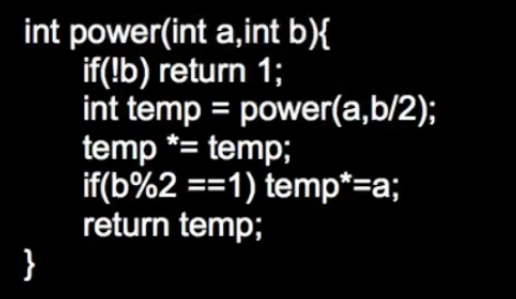 int power(int a,int b){
if(!b) return 1;
int temp = power(a,b/2);
temp *= temp;
if(b%2 ==1) temp*=a;
return temp;
}